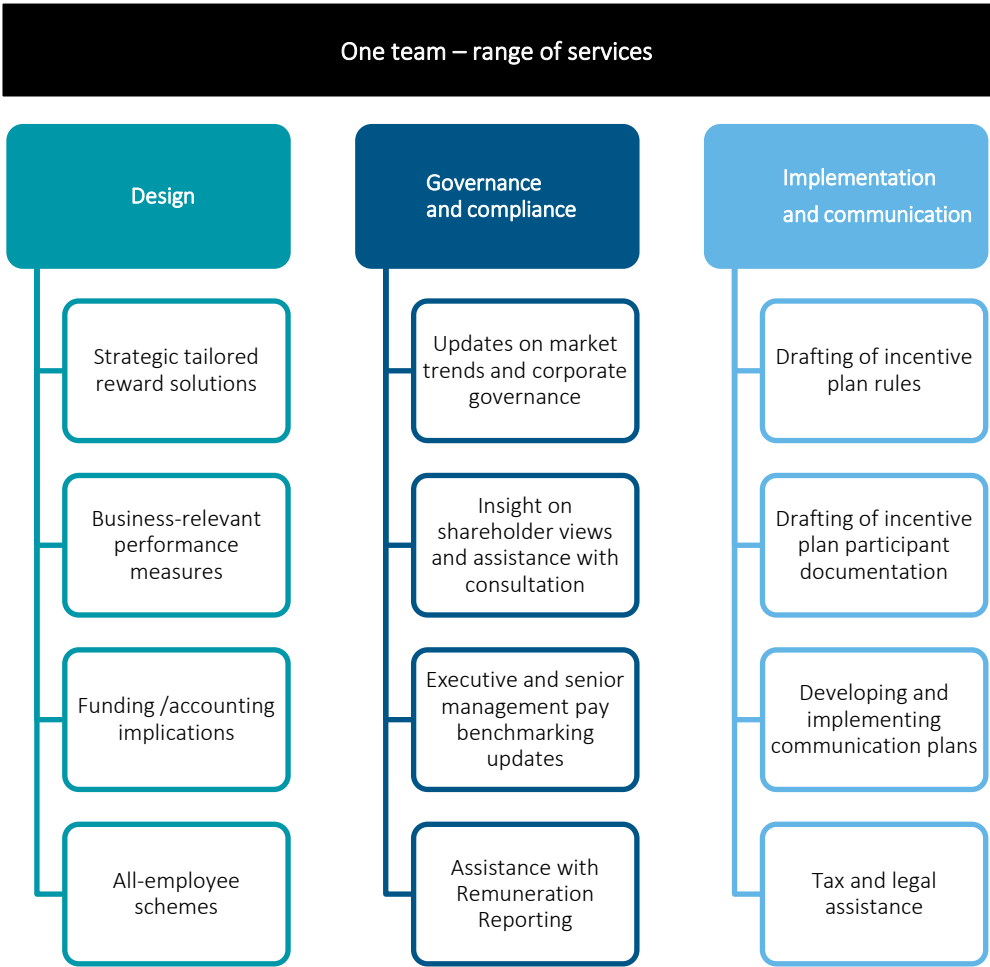 One team – range of services
Design
Strategic tailored
reward solutions
Business-relevant
performance
measures
Funding /accounting
implications
All-employee
schemes
Governance
and compliance
Updates on market
trends and corporate
governance
Insight on
shareholder views
and assistance with
consultation
Executive and senior
management pay
benchmarking
updates
Assistance with
Remuneration
Reporting
Implementation
and communication
Drafting of incentive
plan rules
Drafting of incentive
plan participant
documentation
Developing and
implementing
communication plans
Tax and legal
assistance